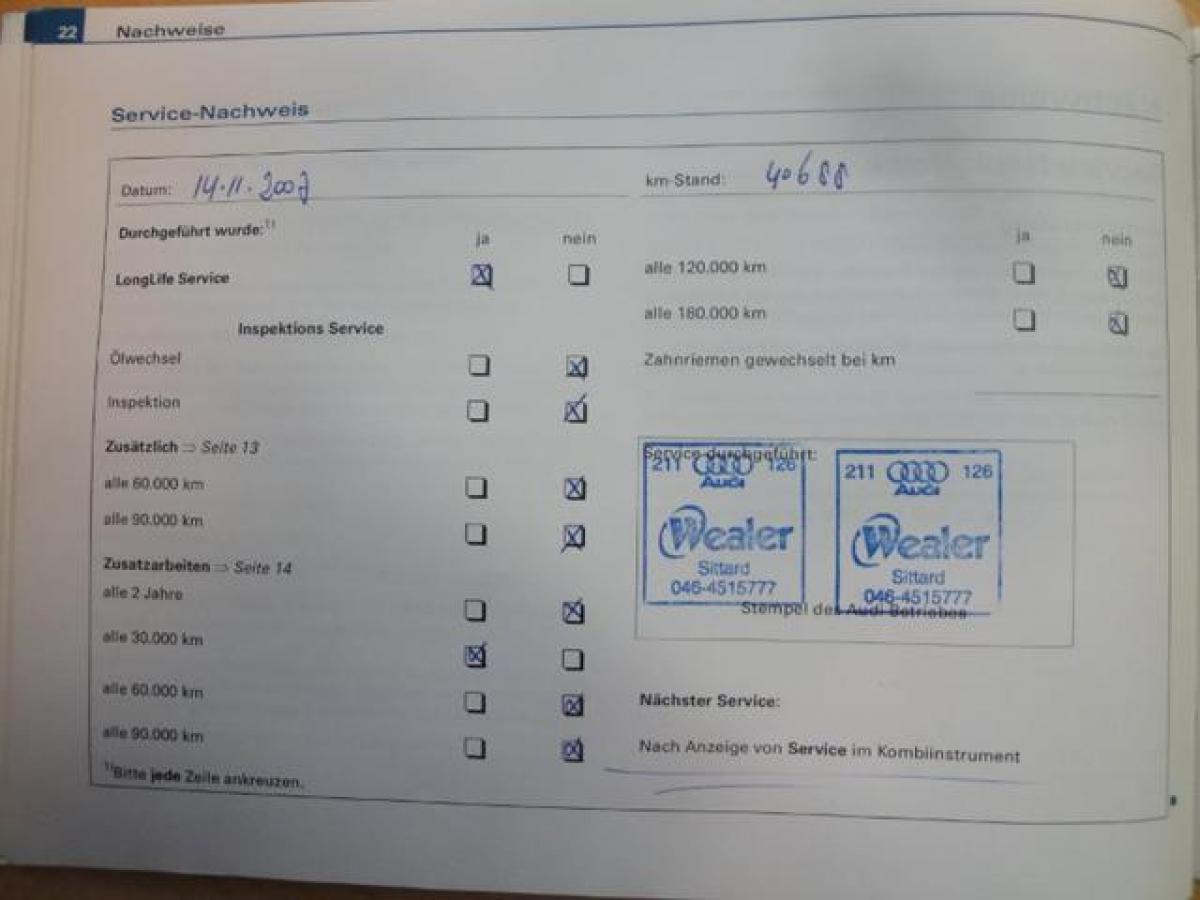 22 Nachweise
Service-Nachweis
Datum: 14.11.2007
km-Stand: 40688
Durchgeführt wurde:¹⁾
ja nein
LongLife Service
Inspektions Service
Ölwechsel
Inspektion
Zusätzlich ⇒ Seite 13
alle 60.000 km
alle 90.000 km
Zusatzarbeiten ⇒ Seite 14
alle 2 Jahre
alle 30.000 km
alle 60.000 km
alle 90.000 km
¹⁾Bitte jede Zeile ankreuzen.
ja nein
alle 120.000 km
alle 180.000 km
Zahnriemen gewechselt bei km
Service durchgeführt:
211 126
Audi
Wealer
Sittard
046-4515777
211 126
Audi
Wealer
Sittard
046-4515777
Stempel des Audi Betriebes
Nächster Service:
Nach Anzeige von Service im Kombiinstrument